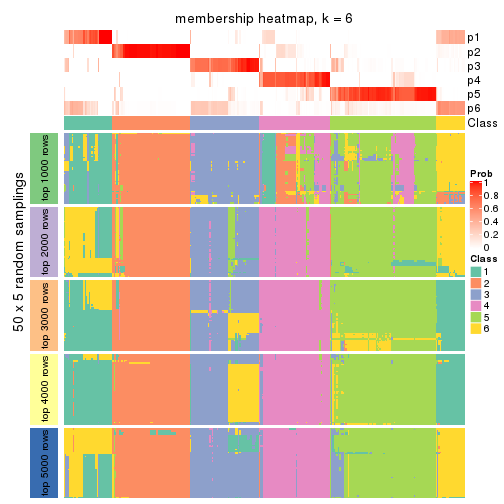 membership heatmap, k = 6
p1
p2
p3
p4
p5
p6
Class
50 x 5 random samplings
top 1000 rows
top 2000 rows
top 3000 rows
top 4000 rows
top 5000 rows
Prob
1
0.8
0.6
0.4
0.2
0
Class
1
2
3
4
5
6